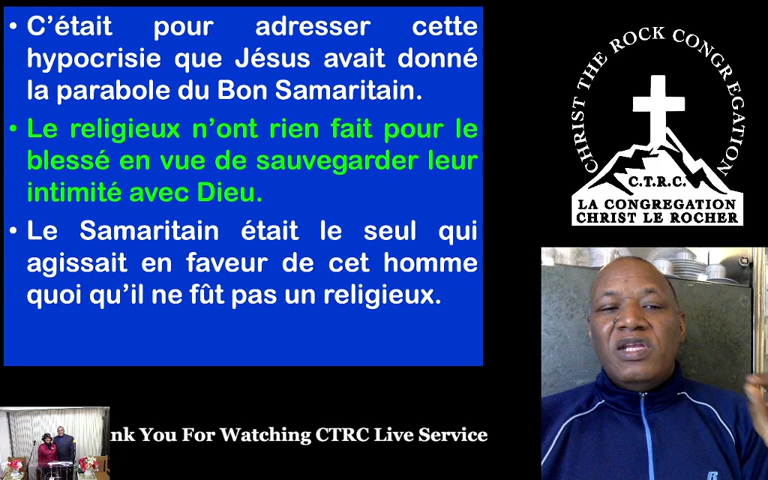 • C’était pour adresser cette
hypocrisie que Jésus avait donné
la parabole du Bon Samaritain.
• Le religieux n’ont rien fait pour le
blessé en vue de sauvegarder leur
intimité avec Dieu.
• Le Samaritain était le seul qui
agissait en faveur de cet homme
quoi qu’il ne fût pas un religieux.
CHRIST THE ROCK CONGREGATION
C.T.R.C.
LA CONGREGATION
CHRIST LE ROCHER
You For Watching CTRC Live Service
R